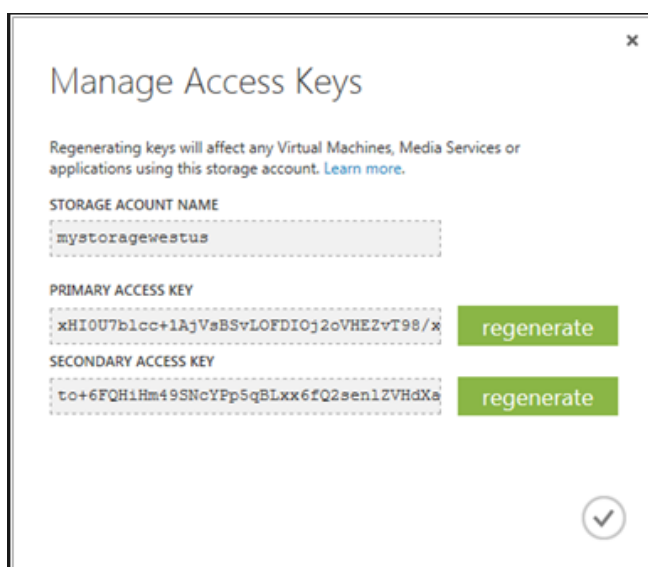 Manage Access Keys
Regenerating keys will affect any Virtual Machines, Media Services or
applications using this storage account. Learn more.
STORAGE ACOUNT NAME
mystoragewestus
PRIMARY ACCESS KEY
xHI0U7blcc+1AjVsBSvLOFDIOj2oVHEZvT98/x
regenerate
SECONDARY ACCESS KEY
to+6FQHiHm49SNcYPp5qBLxx6fQ2senlZVHdXa
regenerate